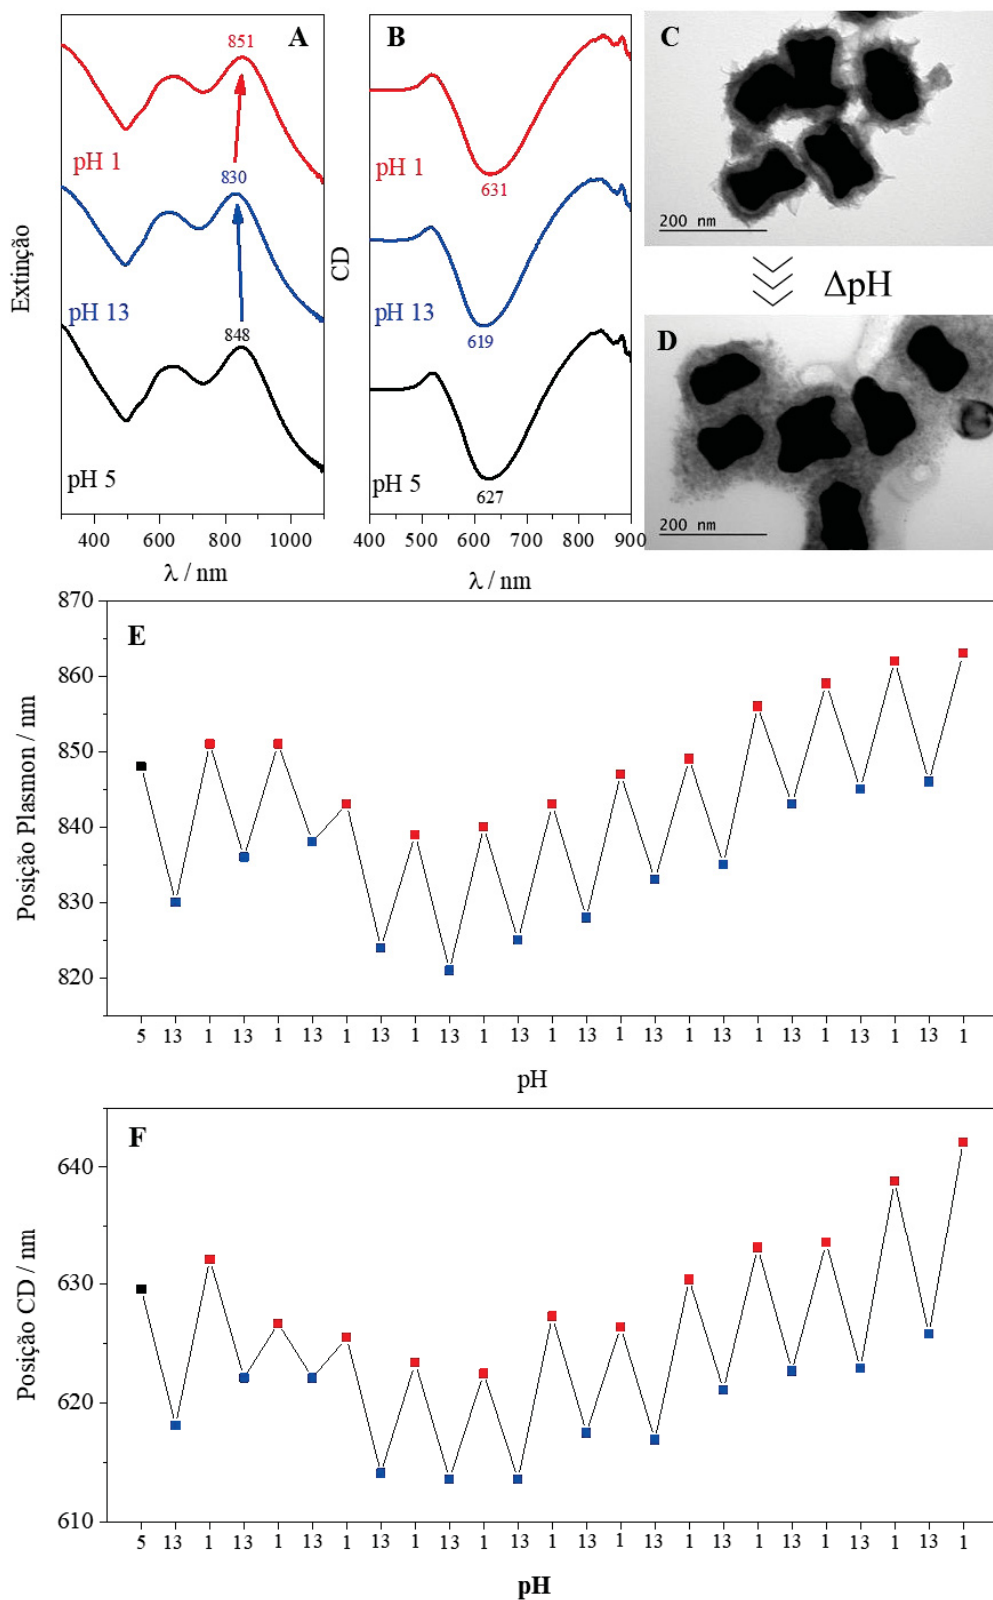 A
851
pH 1
830
pH 13
848
pH 5
Extinção
400 600 800 1000
λ / nm
B
pH 1
631
pH 13
619
pH 5
627
CD
400 500 600 700 800 900
λ / nm
C
200 nm
ΔpH
D
200 nm
E
870
860
850
840
830
820
Posição Plasmon / nm
5 13 1 13 1 13 1 13 1 13 1 13 1 13 1 13 1 13 1 13 1 13 1 13 1
pH
F
640
630
620
610
Posição CD / nm
5 13 1 13 1 13 1 13 1 13 1 13 1 13 1 13 1 13 1 13 1 13 1 13 1
pH